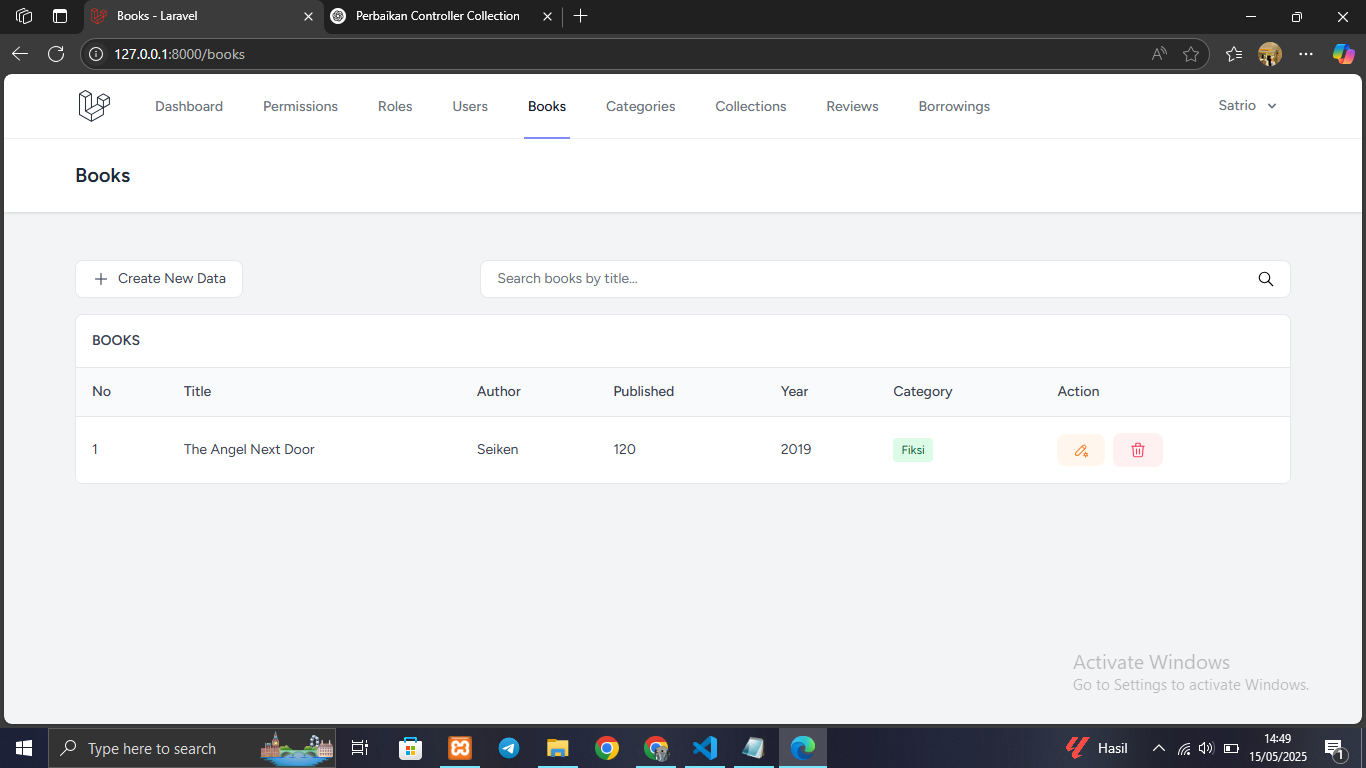 Books - Laravel
Perbaikan Controller Collection
127.0.0.1:8000/books
Dashboard Permissions Roles Users Books Categories Collections Reviews Borrowings Satrio
Books
Create New Data
Search books by title...
BOOKS
No Title Author Published Year Category Action
1 The Angel Next Door Seiken 120 2019 Fiksi
Activate Windows
Go to Settings to activate Windows.
Type here to search
Hasil
14:49
15/05/2025
1